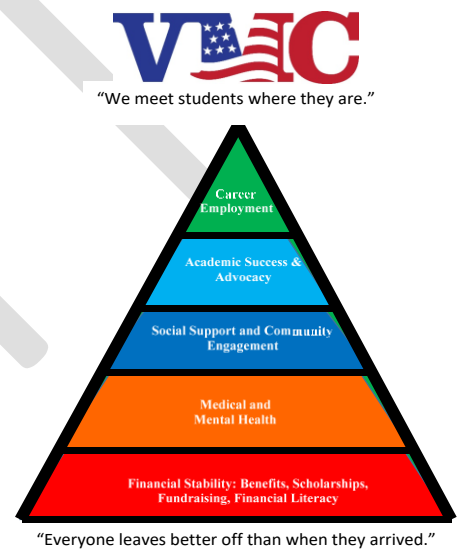 VMC
“We meet students where they are.”
Career
Employment
Academic Success &
Advocacy
Social Support and Community
Engagement
Medical and
Mental Health
Financial Stability: Benefits, Scholarships,
Fundraising, Financial Literacy
“Everyone leaves better off than when they arrived.”